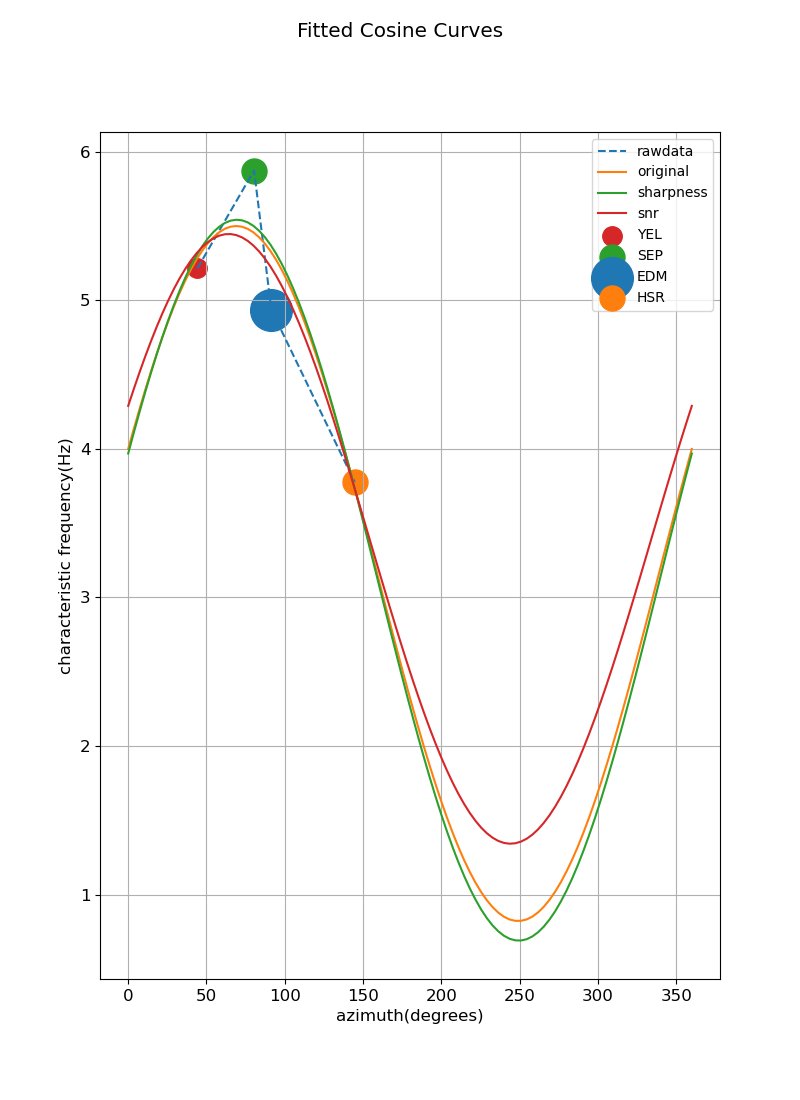 Fitted Cosine Curves
rawdata
original
sharpness
snr
YEL
SEP
EDM
HSR
6
5
4
3
2
1
characteristic frequency(Hz)
0 50 100 150 200 250 300 350
azimuth(degrees)